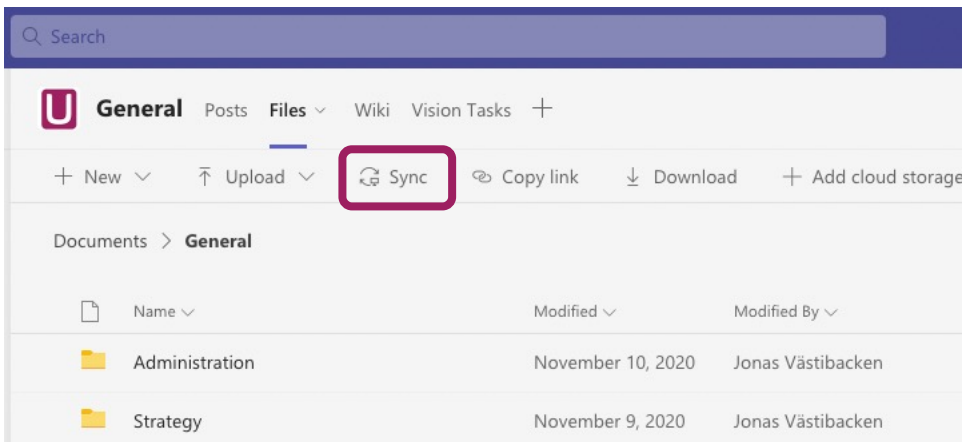 Search
U General Posts Files Wiki Vision Tasks
New Upload Sync Copy link Download Add cloud storage
Documents > General
Name Modified Modified By
Administration November 10, 2020 Jonas Västibacken
Strategy November 9, 2020 Jonas Västibacken